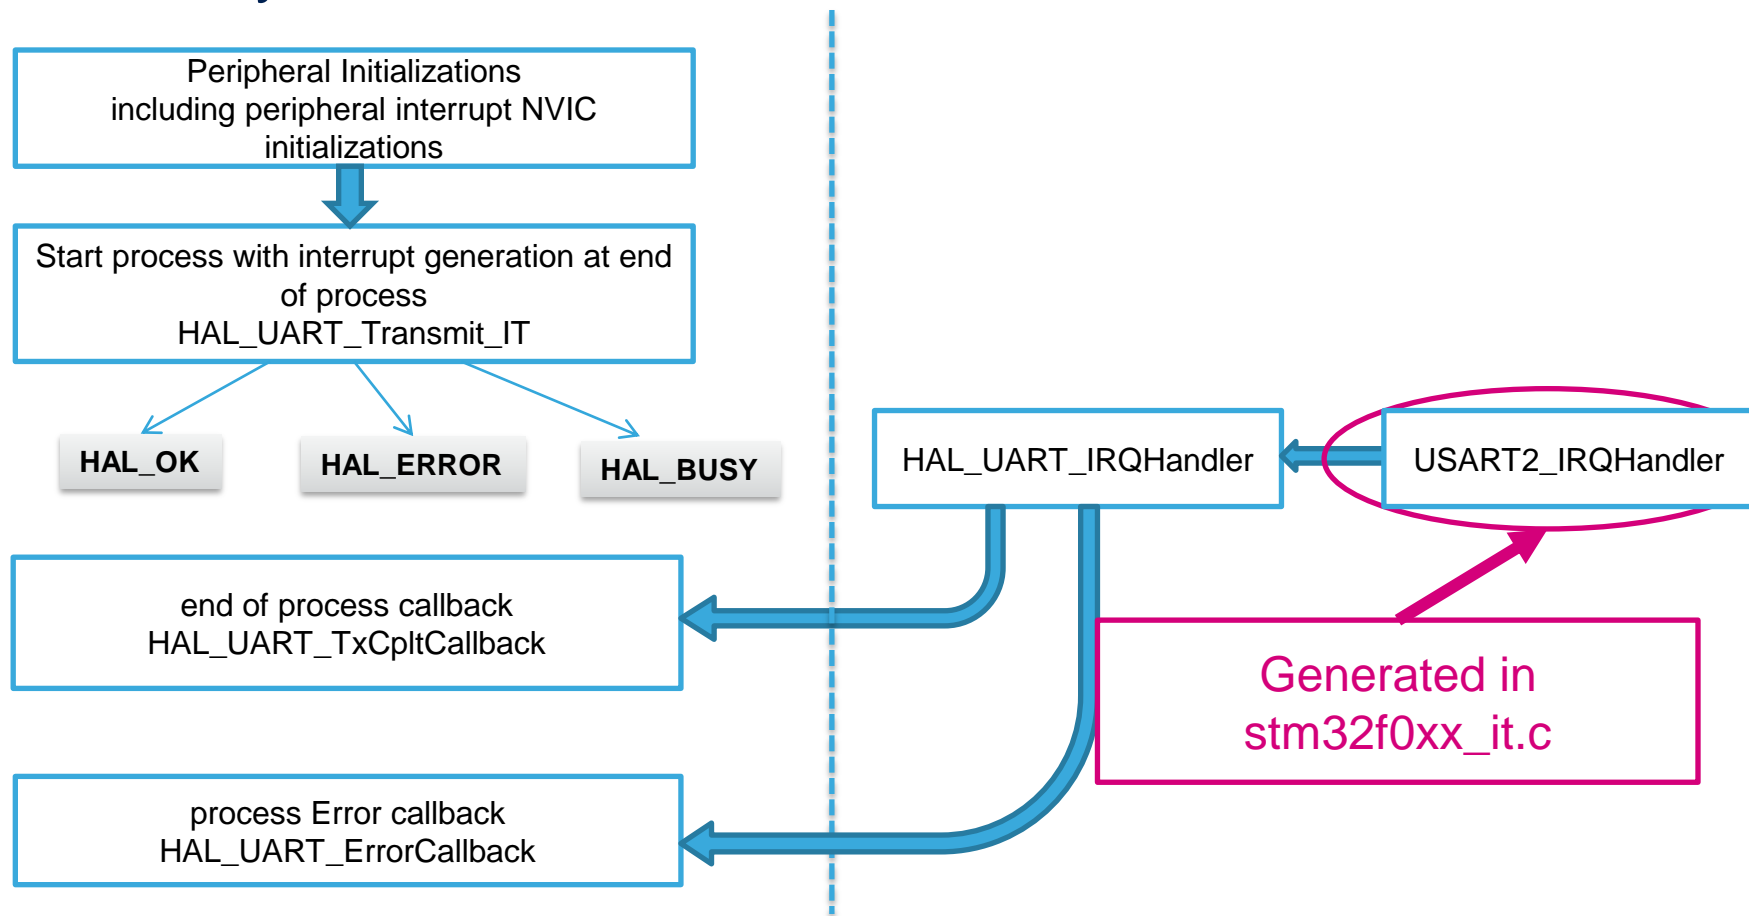 Peripheral Initializations
including peripheral interrupt NVIC
initializations
Start process with interrupt generation at end
of process
HAL_UART_Transmit_IT
HAL_OK
HAL_ERROR
HAL_BUSY
HAL_UART_IRQHandler
USART2_IRQHandler
end of process callback
HAL_UART_TxCpltCallback
Generated in
stm32f0xx_it.c
process Error callback
HAL_UART_ErrorCallback